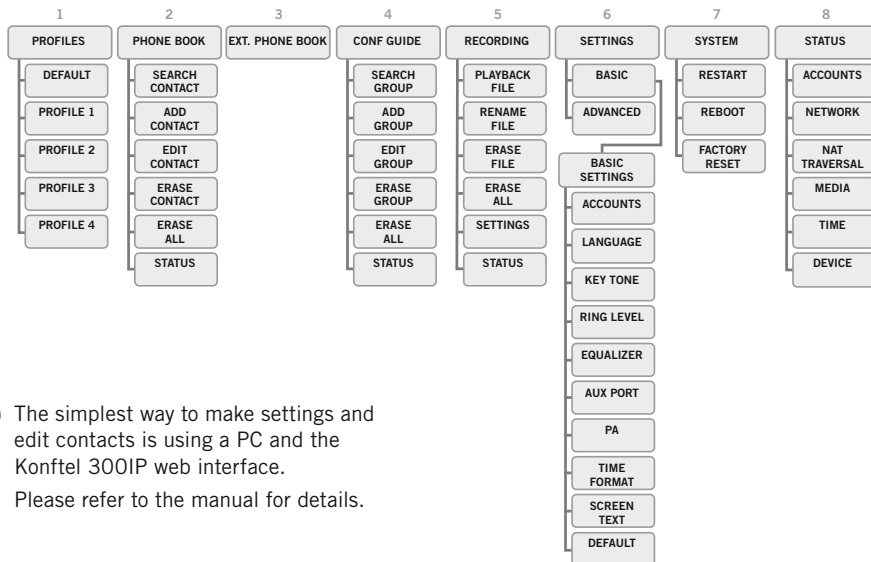 1
2
3
4
5
6
7
8
PROFILES
PHONE BOOK
EXT. PHONE BOOK
CONF GUIDE
RECORDING
SETTINGS
SYSTEM
STATUS
DEFAULT
PROFILE 1
PROFILE 2
PROFILE 3
PROFILE 4
SEARCH
CONTACT
ADD
CONTACT
EDIT
CONTACT
ERASE
CONTACT
ERASE
ALL
STATUS
SEARCH
GROUP
ADD
GROUP
EDIT
GROUP
ERASE
GROUP
ERASE
ALL
STATUS
PLAYBACK
FILE
RENAME
FILE
ERASE
FILE
ERASE
ALL
SETTINGS
STATUS
BASIC
ADVANCED
BASIC
SETTINGS
ACCOUNTS
LANGUAGE
KEY TONE
RING LEVEL
EQUALIZER
AUX PORT
PA
TIME
FORMAT
SCREEN
TEXT
DEFAULT
RESTART
REBOOT
FACTORY
RESET
ACCOUNTS
NETWORK
NAT
TRAVERSAL
MEDIA
TIME
DEVICE
The simplest way to make settings and
edit contacts is using a PC and the
Konftel 300IP web interface.
Please refer to the manual for details.